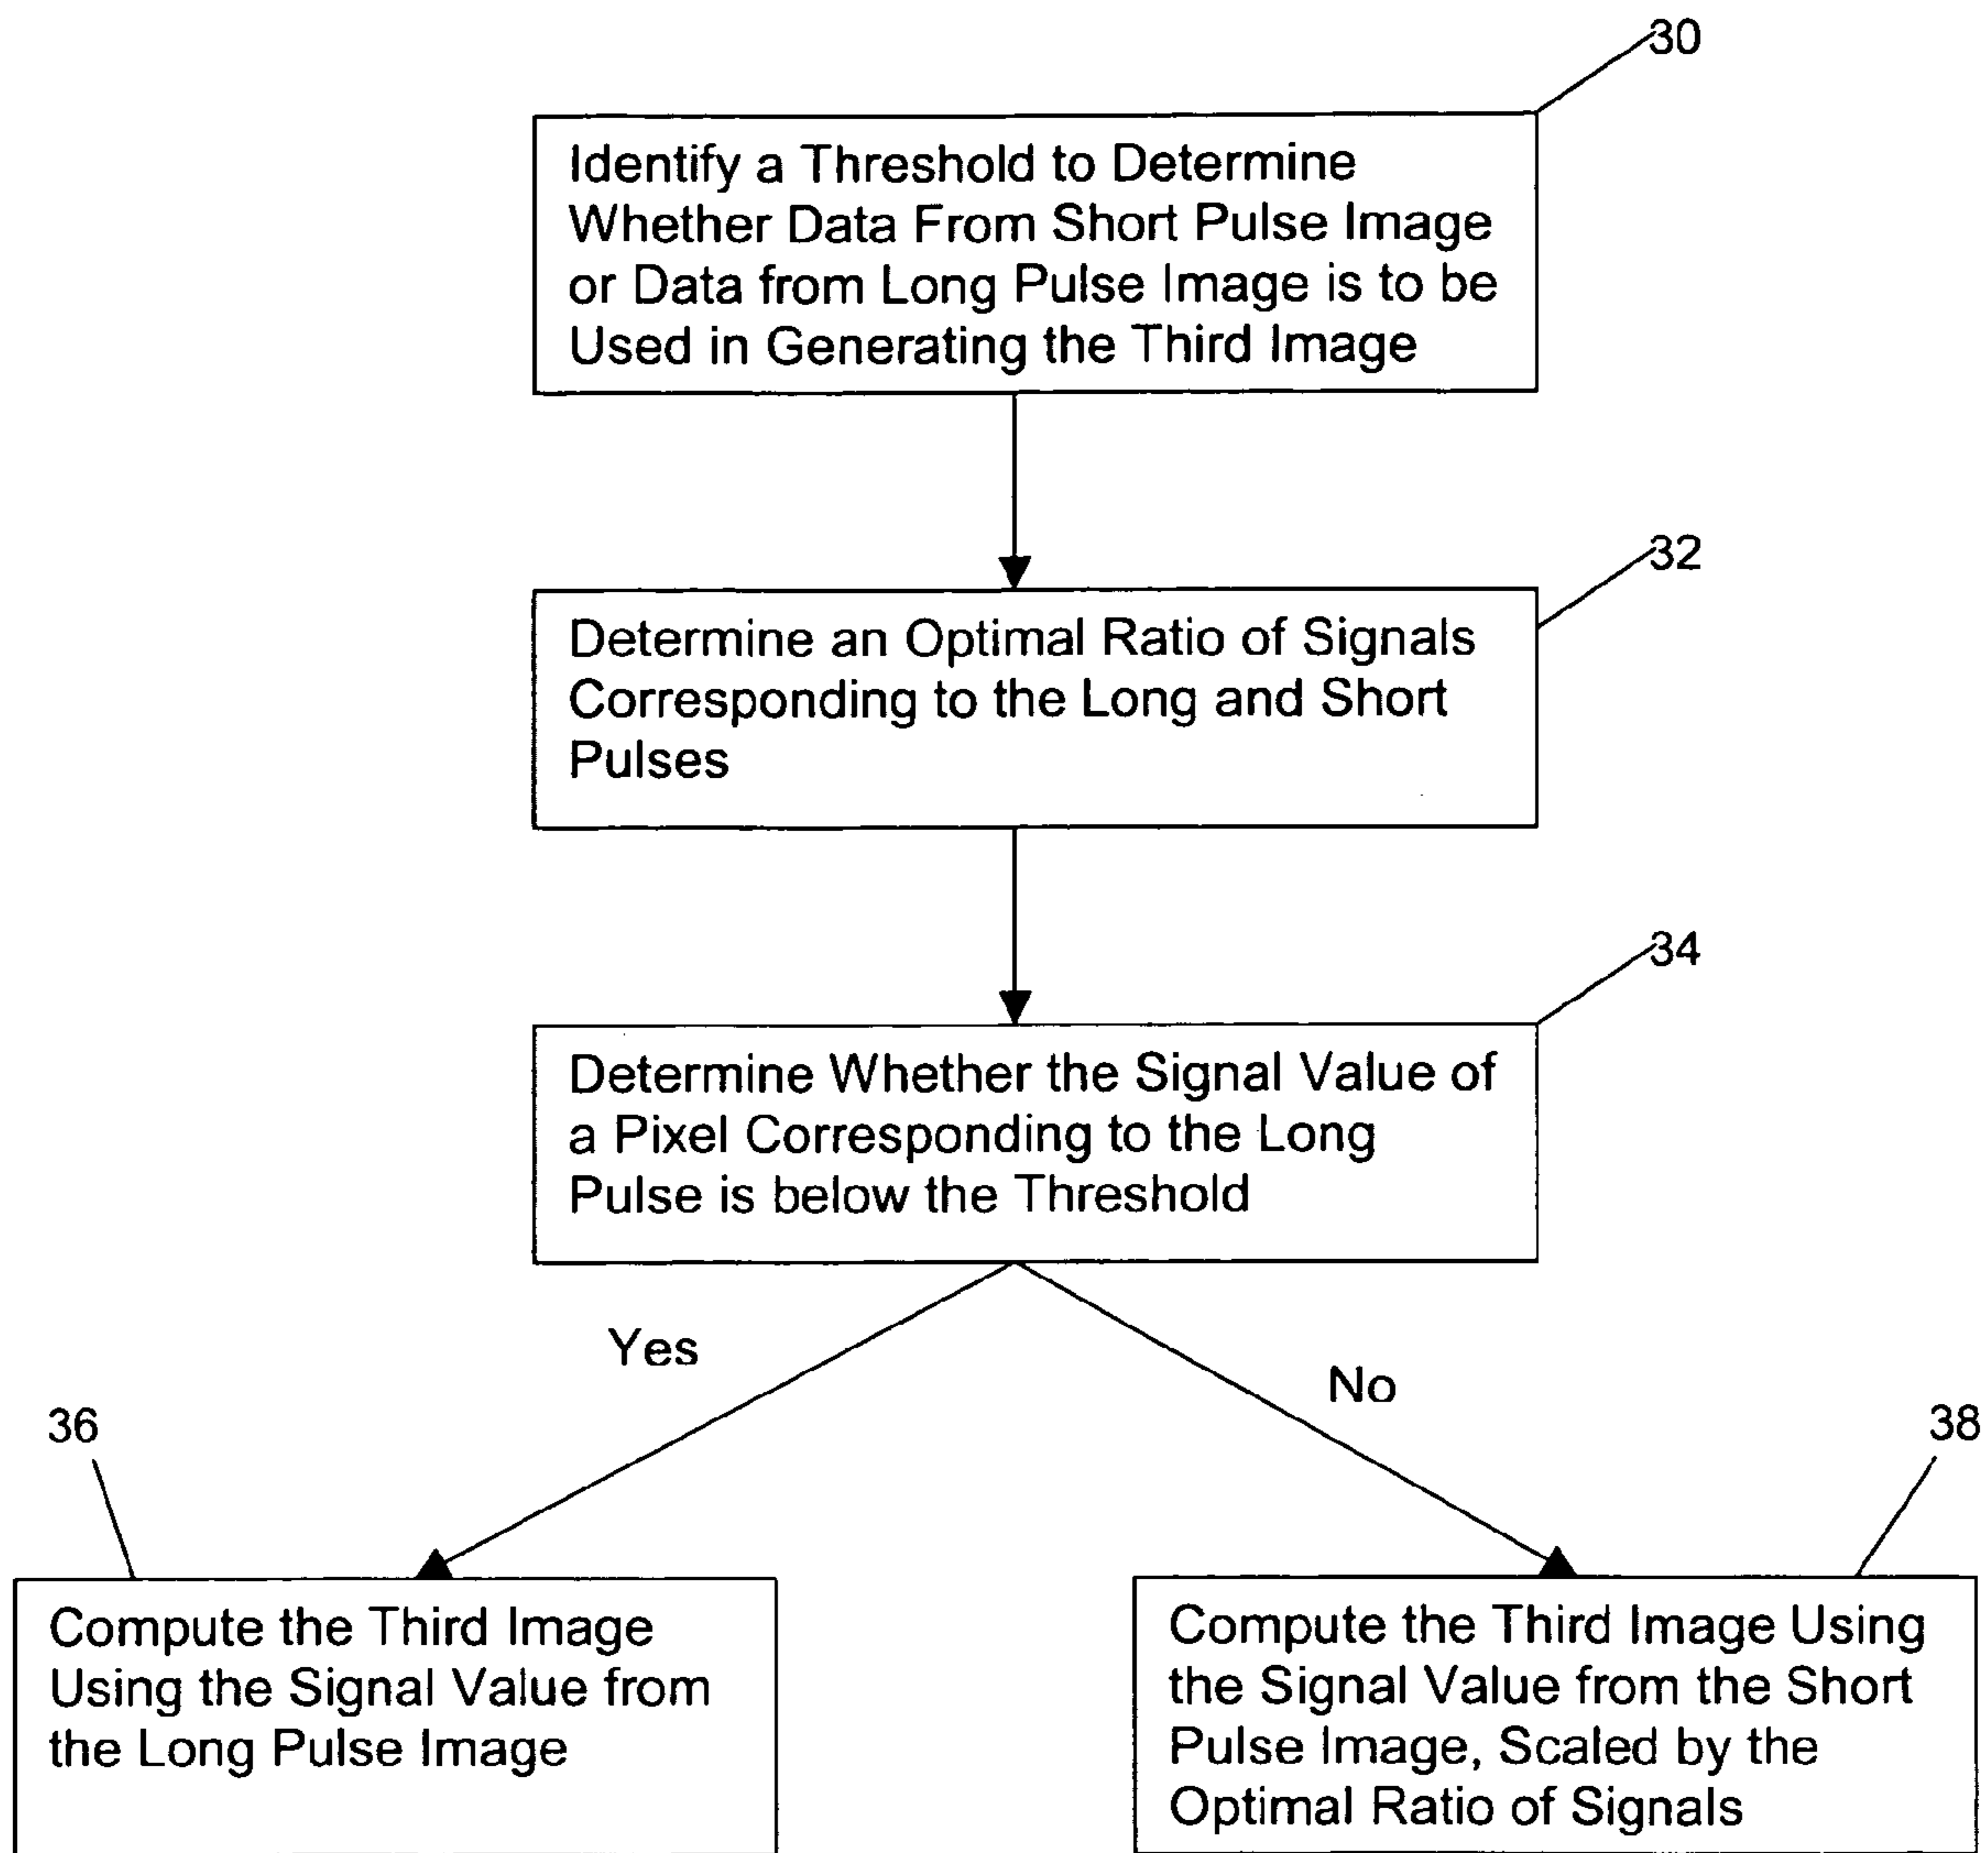 30
Identify a Threshold to Determine
Whether Data From Short Pulse Image
or Data from Long Pulse Image is to be
Used in Generating the Third Image
32
Determine an Optimal Ratio of Signals
Corresponding to the Long and Short
Pulses
34
Determine Whether the Signal Value of
a Pixel Corresponding to the Long
Pulse is below the Threshold
Yes
No
36
38
Compute the Third Image
Using the Signal Value from
the Long Pulse Image
Compute the Third Image Using
the Signal Value from the Short
Pulse Image, Scaled by the
Optimal Ratio of Signals